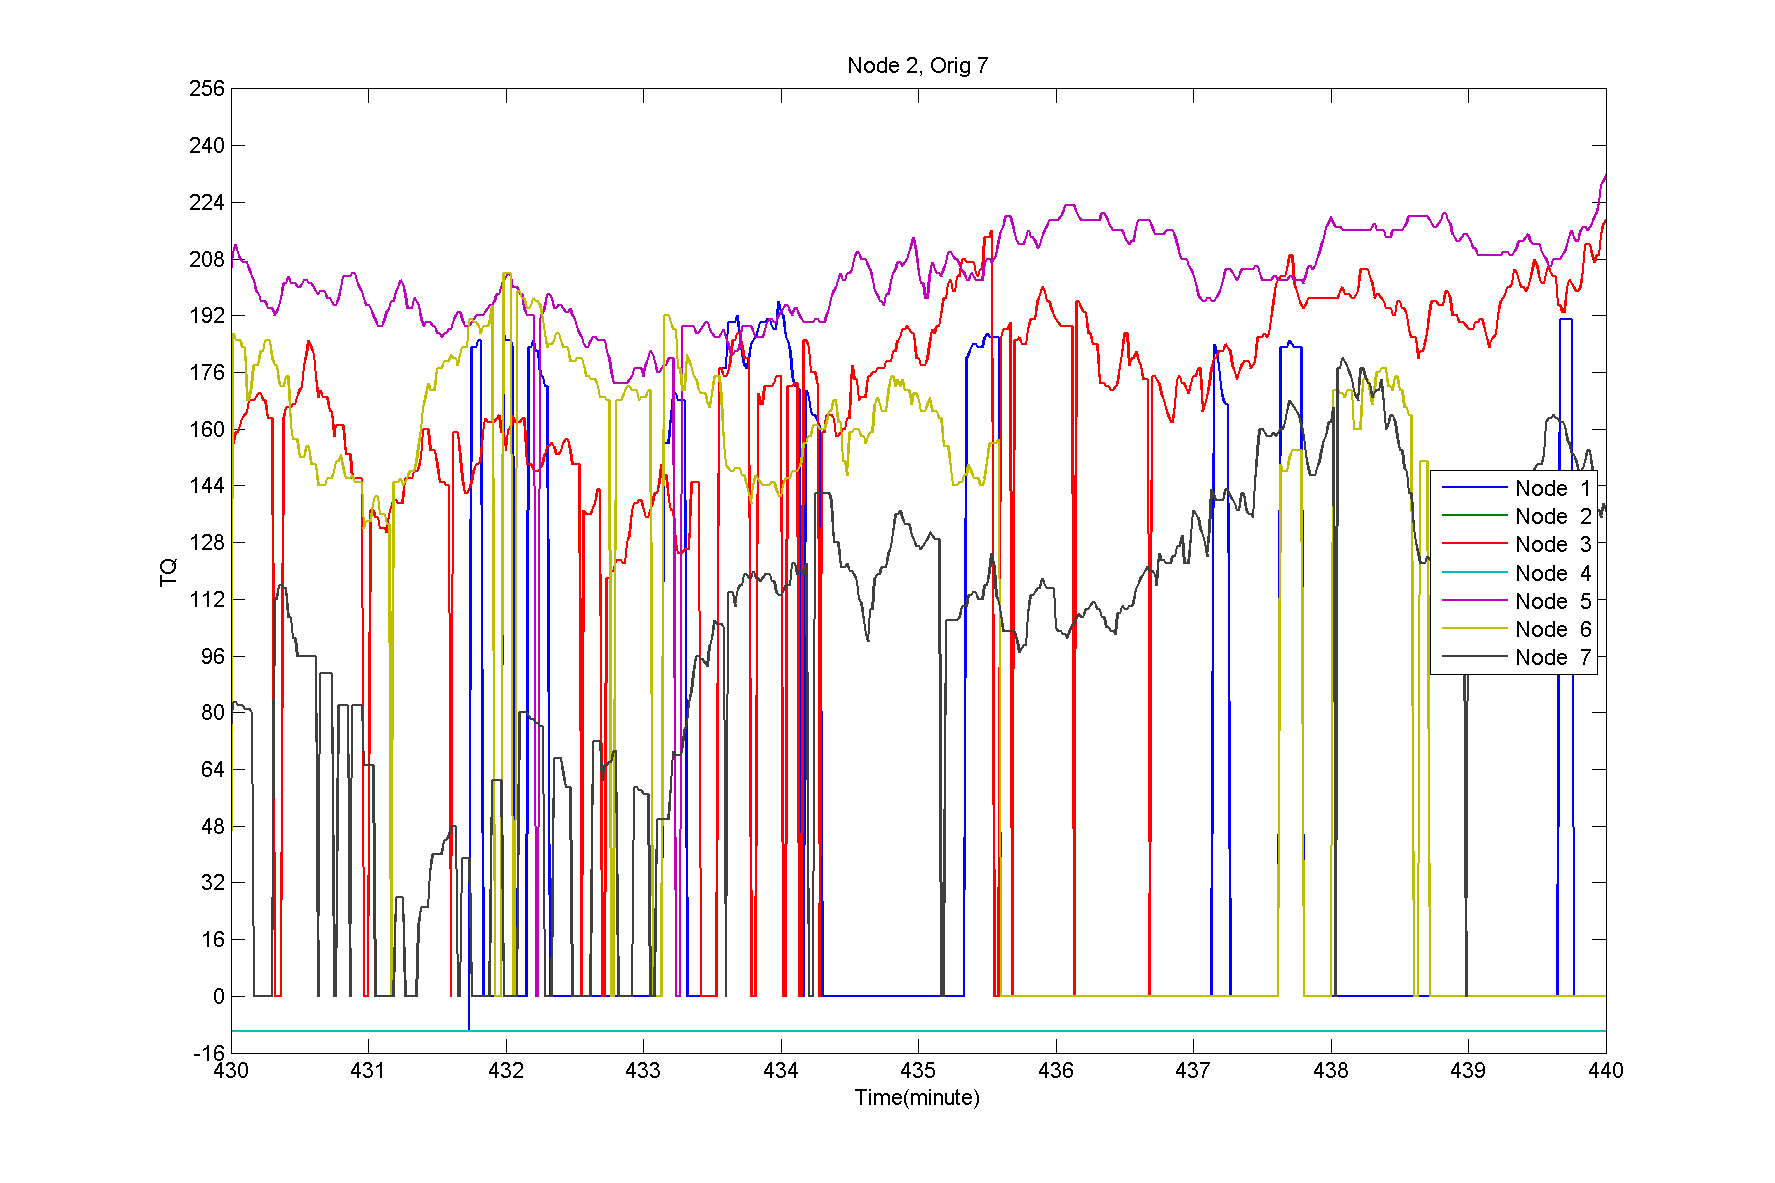 Node 2, Orig 7
256
240
224
208
192
176
160
144
128
112
96
80
64
48
32
16
0
-16
TQ
430 431 432 433 434 435 436 437 438 439 440
Time(minute)
Node 1
Node 2
Node 3
Node 4
Node 5
Node 6
Node 7